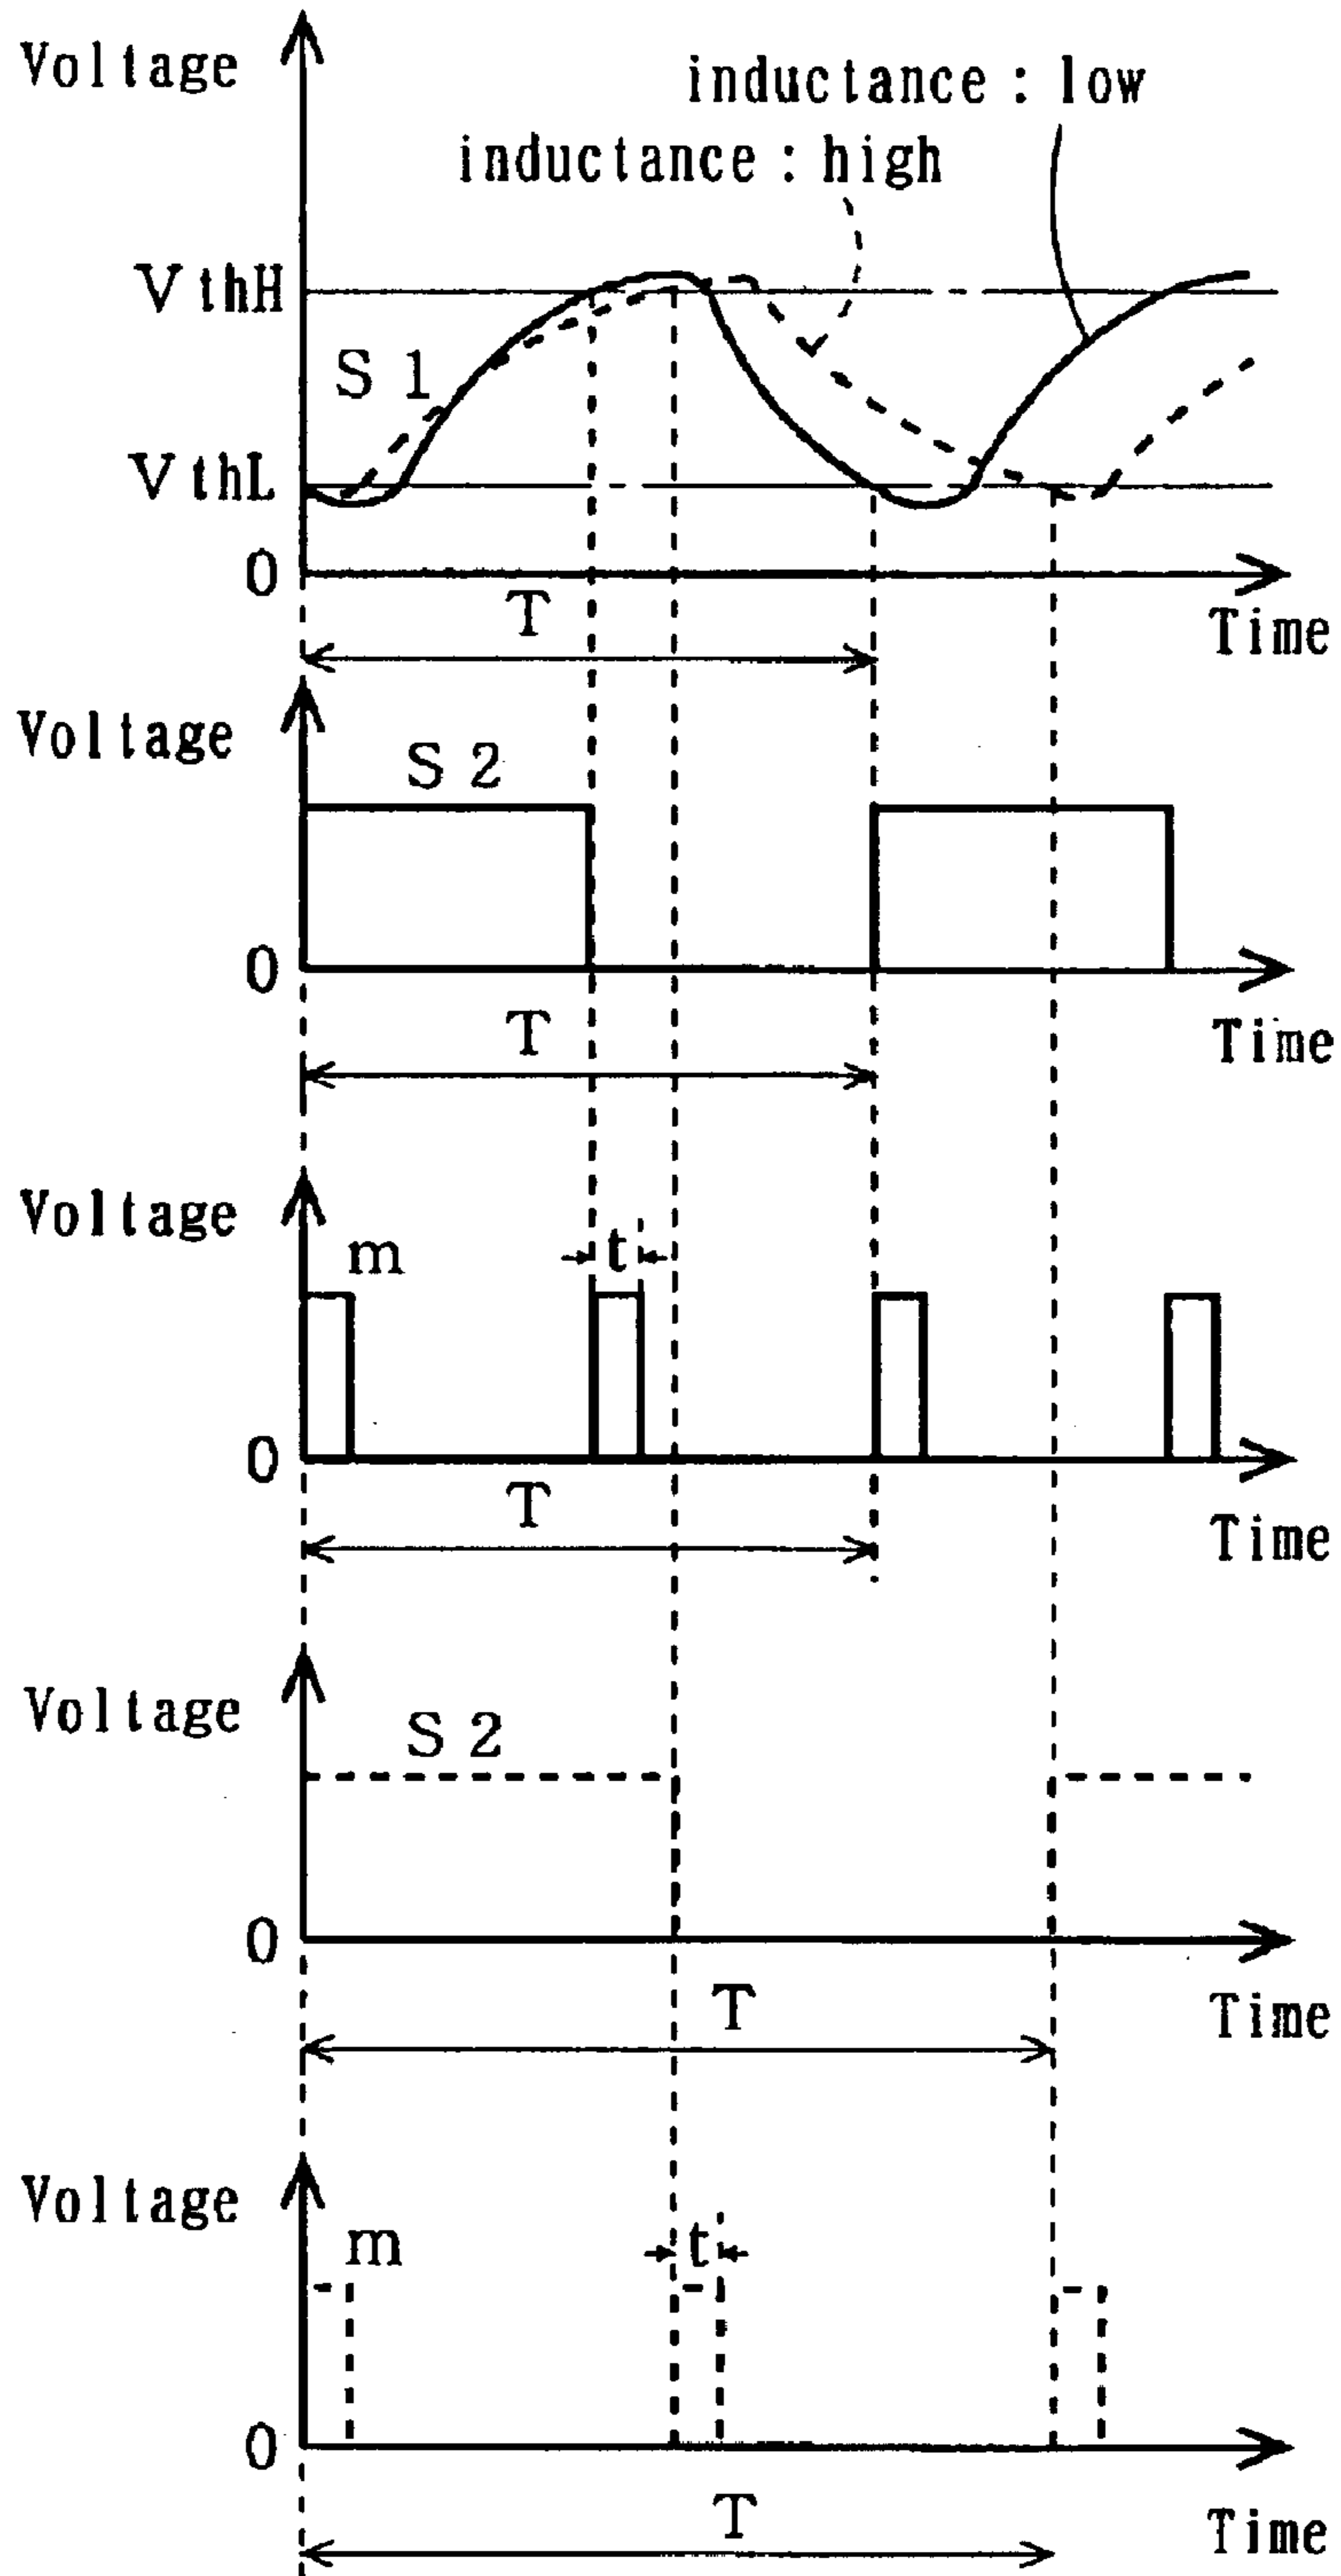 Voltage
inductance : low
inductance : high
VthH
S1
VthL
0
T
Time
Voltage
S2
0
T
Time
Voltage
m
t
0
T
Time
Voltage
S2
0
T
Time
Voltage
m
t
0
T
Time